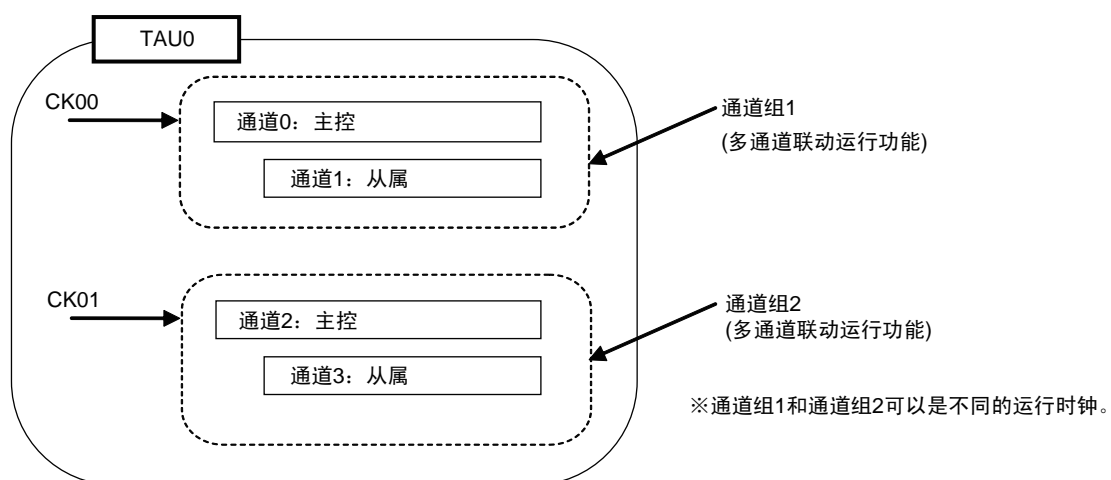 TAU0
CK00
通道0：主控
通道1：从属
通道组1
(多通道联动运行功能)
CK01
通道2：主控
通道3：从属
通道组2
(多通道联动运行功能)
※通道组1和通道组2可以是不同的运行时钟。